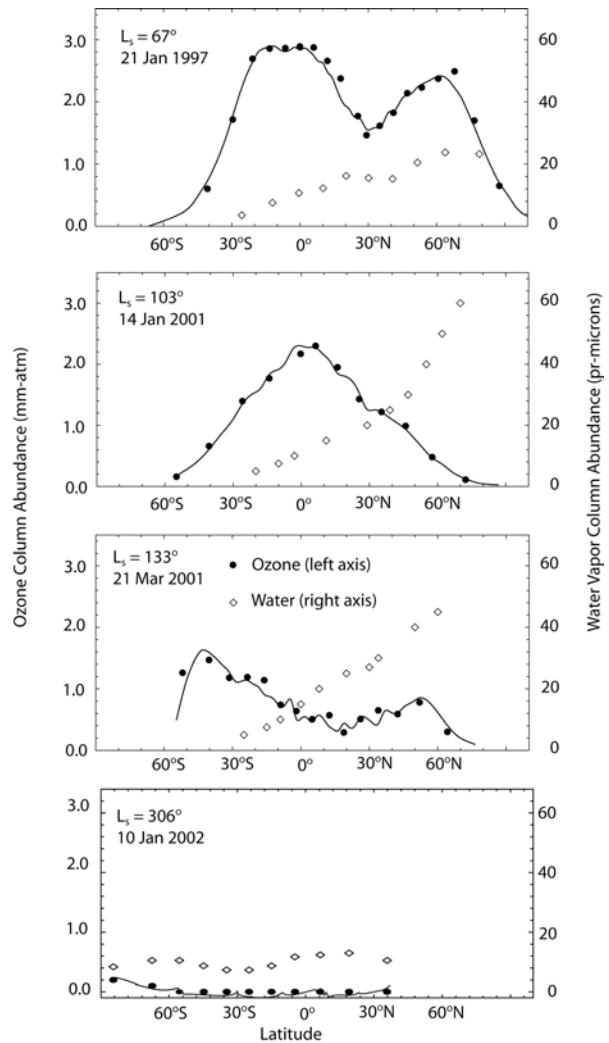 Ozone Column Abundance (mm-atm)
Water Vapor Column Abundance (pr-microns)
Lₛ = 67°
21 Jan 1997
3.0
2.0
1.0
0.0
60
40
20
0
60°S 30°S 0° 30°N 60°N
Lₛ = 103°
14 Jan 2001
3.0
2.0
1.0
0.0
60
40
20
0
60°S 30°S 0° 30°N 60°N
Lₛ = 133°
21 Mar 2001
Ozone (left axis)
Water (right axis)
3.0
2.0
1.0
0.0
60
40
20
0
60°S 30°S 0° 30°N 60°N
Lₛ = 306°
10 Jan 2002
3.0
2.0
1.0
0.0
60
40
20
0
60°S 30°S 0° 30°N 60°N
Latitude